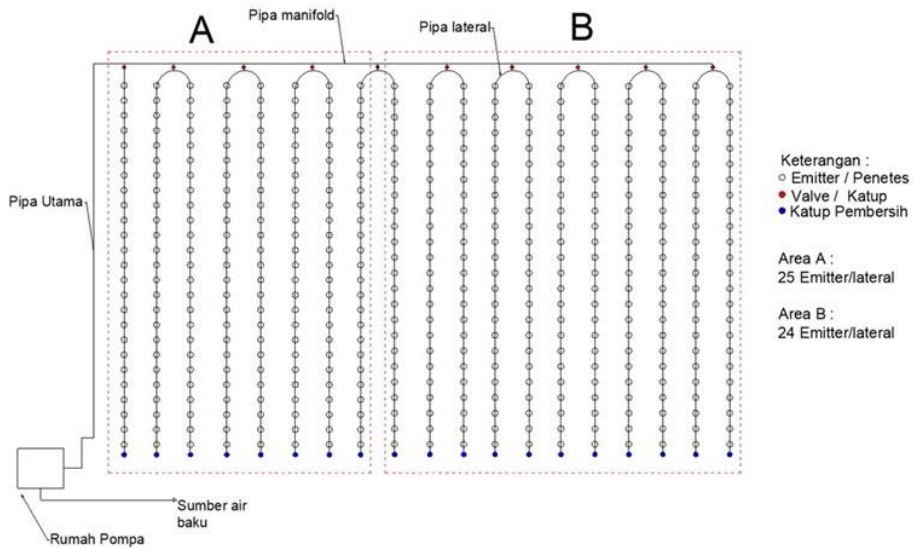 A
B
Pipa manifold
Pipa lateral
Pipa Utama
Rumah Pompa
Sumber air
baku
Keterangan :
Emitter / Penetes
Valve / Katup
Katup Pembersih
Area A :
25 Emitter/lateral
Area B :
24 Emitter/lateral